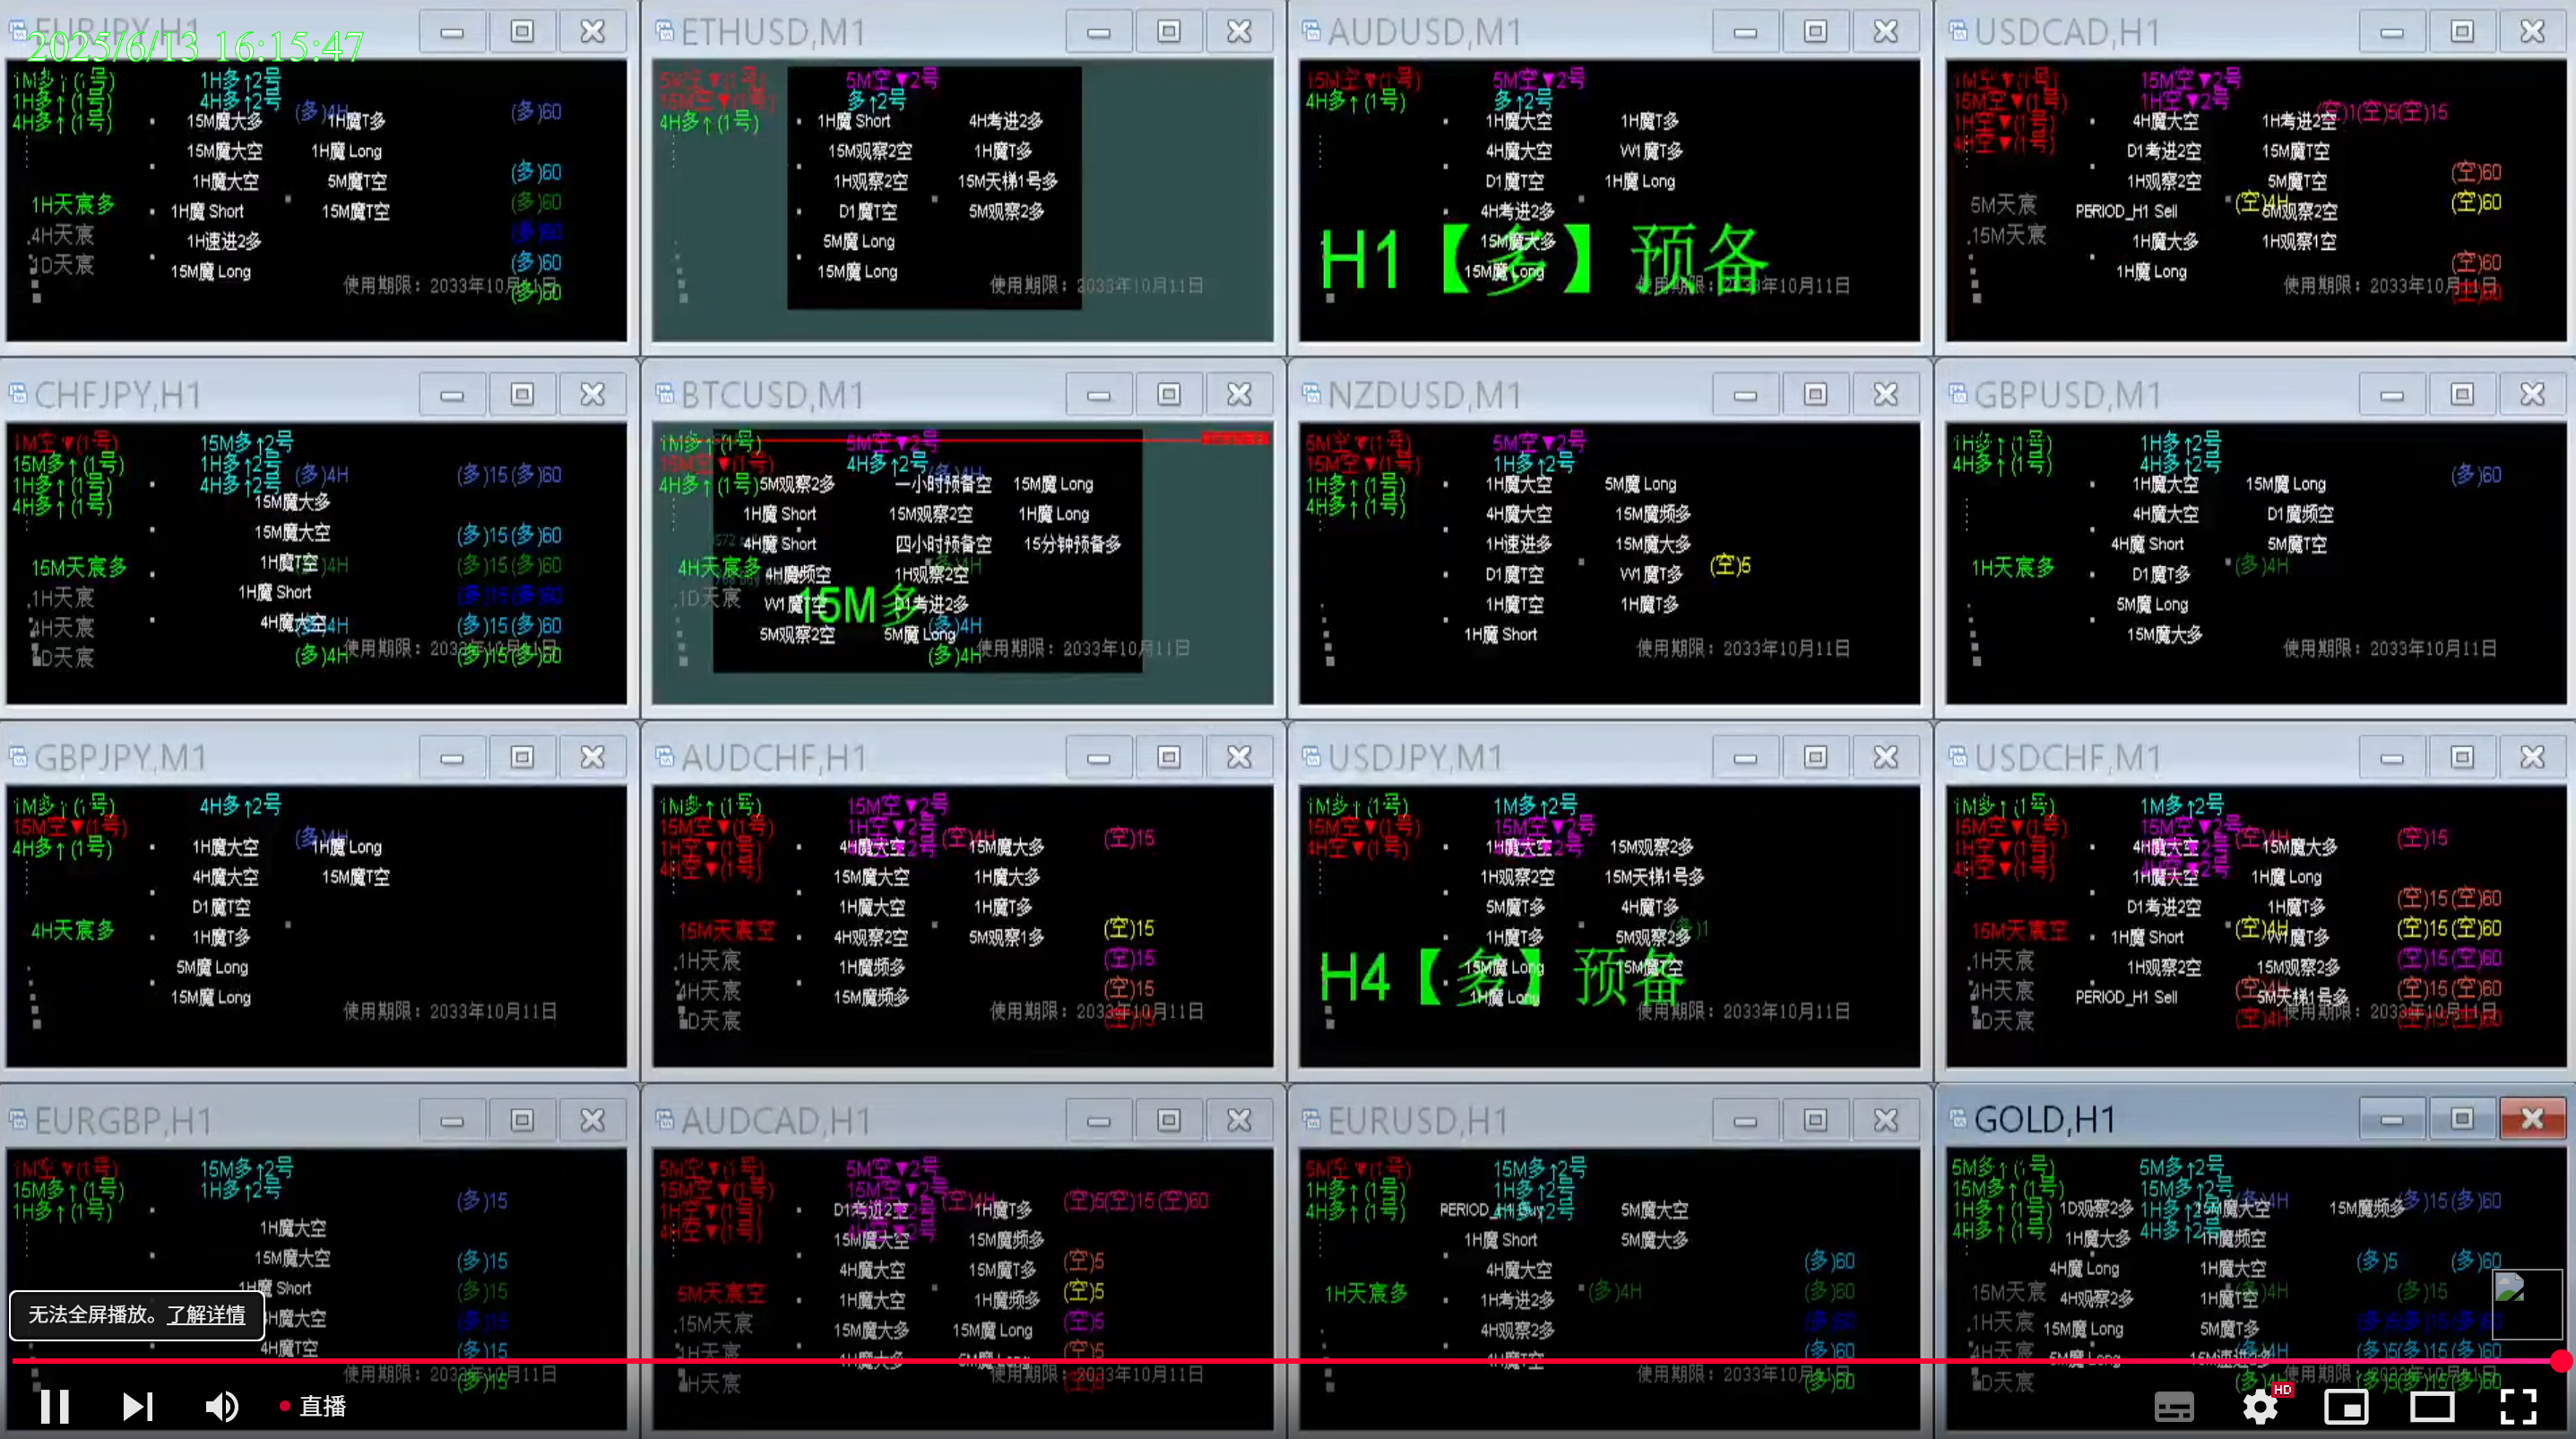 EURJPY,H1
2025/6/13 16:15:47
1M多↑(1号) 1H多↑2号
1H多↑(1号) 4H多↑2号
4H多↑(1号) (多)4H (多)60
15M魔大多 1H魔T多
15M魔大空 1H魔 Long
1H魔大空 5M魔T空 (多)60
1H天宸多 1H魔 Short 15M魔T空 (多)60
4H天宸 1H速进2多 (多)60
1D天宸 15M魔 Long (多)60
使用期限：2033年10月11日
(多)60
ETHUSD,M1
5M空▼(1号) 5M空▼2号
15M空▼(1号) 多↑2号
4H多↑(1号) 1H魔 Short 4H考进2多
15M观察2空 1H魔T多
1H观察2空 15M天梯1号多
D1魔T空 5M观察2多
5M魔 Long
15M魔 Long
使用期限：2033年10月11日
AUDUSD,M1
15M空▼(1号) 5M空▼2号
4H多↑(1号) 多↑2号
1H魔大空 1H魔T多
4H魔大空 W1魔T多
D1魔T空 1H魔 Long
4H考进2多
15M魔大多
H1【多】预备
15M魔 Long
使用期限：2033年10月11日
USDCAD,H1
1M空▼(1号) 15M空▼2号
15M空▼(1号) 1H空▼2号
1H空▼(1号) (空)1(空)5(空)15
4H空▼(1号)
4H魔大空 1H考进2空
D1考进2空 15M魔T空
1H观察2空 5M魔T空 (空)60
5M天宸 PERIOD_H1 Sell (空)4H 5M观察2空 (空)60
15M天宸 1H魔大多 1H观察1空
1H魔 Long (空)60
使用期限：2033年10月11日
CHFJPY,H1
1M空▼(1号) 15M多↑2号
15M多↑(1号) 1H多↑2号
1H多↑(1号) 4H多↑2号 (多)4H (多)15(多)60
4H多↑(1号) 15M魔大多
15M魔大空 (多)15(多)60
15M天宸多 1H魔T空 (多)4H (多)15(多)60
1H天宸 1H魔 Short (多)15(多)60
4H天宸 4H魔大空 (多)4H (多)15(多)60
D天宸 (多)4H 使用期限：2033年10月11日 (多)15(多)60
BTCUSD,M1
1M多↑(1号) 5M空▼2号
15M空▼(1号) 4H多↑2号 (多)4H
4H多↑(1号) 5M观察2多 一小时预备空 15M魔 Long
1H魔 Short 15M观察2空 1H魔 Long
4H魔 Short 四小时预备空 15分钟预备多
4H天宸多 4H魔频空 1H观察2空
1D天宸 W1魔T空 15M多 D1考进2多
5M观察2空 5M魔 Long (多)4H
(多)4H 使用期限：2033年10月11日
NZDUSD,M1
5M空▼(1号) 5M空▼2号
15M空▼(1号) 1H多↑2号
1H多↑(1号) 1H魔大空 5M魔 Long
4H多↑(1号) 4H魔大空 15M魔频多
1H速进多 15M魔大多
D1魔T空 W1魔T多 (空)5
1H魔T空 1H魔T多
1H魔 Short
使用期限：2033年10月11日
GBPUSD,M1
1H多↑(1号) 1H多↑2号
4H多↑(1号) 4H多↑2号 (多)60
1H魔大空 15M魔 Long
4H魔大空 D1魔频空
4H魔 Short 5M魔T空
1H天宸多 D1魔T多 (多)4H
5M魔 Long
15M魔大多
使用期限：2033年10月11日
GBPJPY,M1
1M多↑(1号) 4H多↑2号
15M空▼(1号) (多)4H
4H多↑(1号) 1H魔大空 1H魔 Long
4H魔大空 15M魔T空
D1魔T空
4H天宸多 1H魔T多
5M魔 Long
15M魔 Long
使用期限：2033年10月11日
AUDCHF,H1
1M多↑(1号) 15M空▼2号
15M空▼(1号) 1H空▼2号
1H空▼(1号) (空)4H (空)15
4H空▼(1号) 4H魔大空 15M魔大多
15M魔大空 1H魔大多
1H魔大空 1H魔T多
15M天宸空 4H观察2空 5M观察1多 (空)15
1H天宸 1H魔频多 (空)15
4H天宸 15M魔频多 (空)15
D天宸 使用期限：2033年10月11日 (空)15
USDJPY,M1
1M多↑(1号) 1M多↑2号
15M空▼(1号) 15M空▼2号
4H空▼(1号) 1H魔大空 15M观察2多
1H观察2空 15M天梯1号多
5M魔T多 4H魔T多
1H魔T多 5M观察2多 (多)1
H4【多】预备
15M魔 Long 15M魔T空
1H魔 Long
使用期限：2033年10月11日
USDCHF,M1
1M多↑(1号) 1M多↑2号
15M空▼(1号) 15M空▼2号 (空)4H (空)15
1H空▼(1号) 4H魔大空 15M魔大多
4H空▼(1号) 4H空▼2号
1H魔大空 1H魔 Long (空)15(空)60
D1考进2空 1H魔T多
15M天宸空 1H魔 Short (空)4H W1魔T多 (空)15(空)60
1H天宸 1H观察2空 15M观察2多 (空)15(空)60
4H天宸 PERIOD_H1 Sell (空)4H 5M天梯1号多 (空)15(空)60
D天宸 (空)4H 使用期限：2033年10月11日 (空)15(空)60
EURGBP,H1
1M空▼(1号) 15M多↑2号
15M多↑(1号) 1H多↑2号 (多)15
1H多↑(1号) 1H魔大空
15M魔大空 (多)15
1H魔 Short (多)15
4H魔大空 (多)15
4H魔T空 (多)15
使用期限：2033年10月11日
(多)15
AUDCAD,H1
5M空▼(1号) 5M空▼2号
15M空▼(1号) 15M空▼2号
1H空▼(1号) D1考进2空 (空)4H 1H魔T多 (空)5(空)15(空)60
4H空▼(1号) 15M魔大空 15M魔频多
4H魔大空 15M魔T多 (空)5
5M天宸空 1H魔大空 1H魔频多 (空)5
15M天宸 15M魔大多 15M魔 Long (空)5
1H天宸 1H魔大多 5M魔 Long (空)5
4H天宸 使用期限：2033年10月11日
EURUSD,H1
5M空▼(1号) 15M多↑2号
1H多↑(1号) 1H多↑2号
4H多↑(1号) 4H多↑2号 5M魔大空
1H魔 Short 5M魔大多
4H魔大空 (多)60
1H天宸多 1H考进2多 (多)4H (多)60
4H观察2多 (多)60
4H魔T空 (多)60
使用期限：2033年10月11日
(多)60
GOLD,H1
5M多↑(1号) 5M多↑2号
15M多↑(1号) 15M多↑2号
1H多↑(1号) 1D观察2多 1H多↑2号 (多)4H 15M魔大空 15M魔频多 (多)15(多)60
4H多↑(1号) 1H魔大多 4H多↑2号 1H魔频空
4H魔 Long 1H魔大空 (多)5 (多)60
15M天宸 4H观察2多 1H魔T空 (多)15
1H天宸 15M魔 Long 5M魔T多
4H天宸 5M魔 Long 15M速进2多 (多)4H (多)5(多)15(多)60
D天宸 (多)4H 使用期限：2033年10月11日
无法全屏播放。了解详情
直播
HD